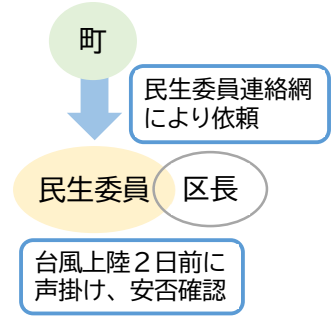 町
民生委員連絡網
により依頼
民生委員
区長
台風上陸２日前に
声掛け、安否確認